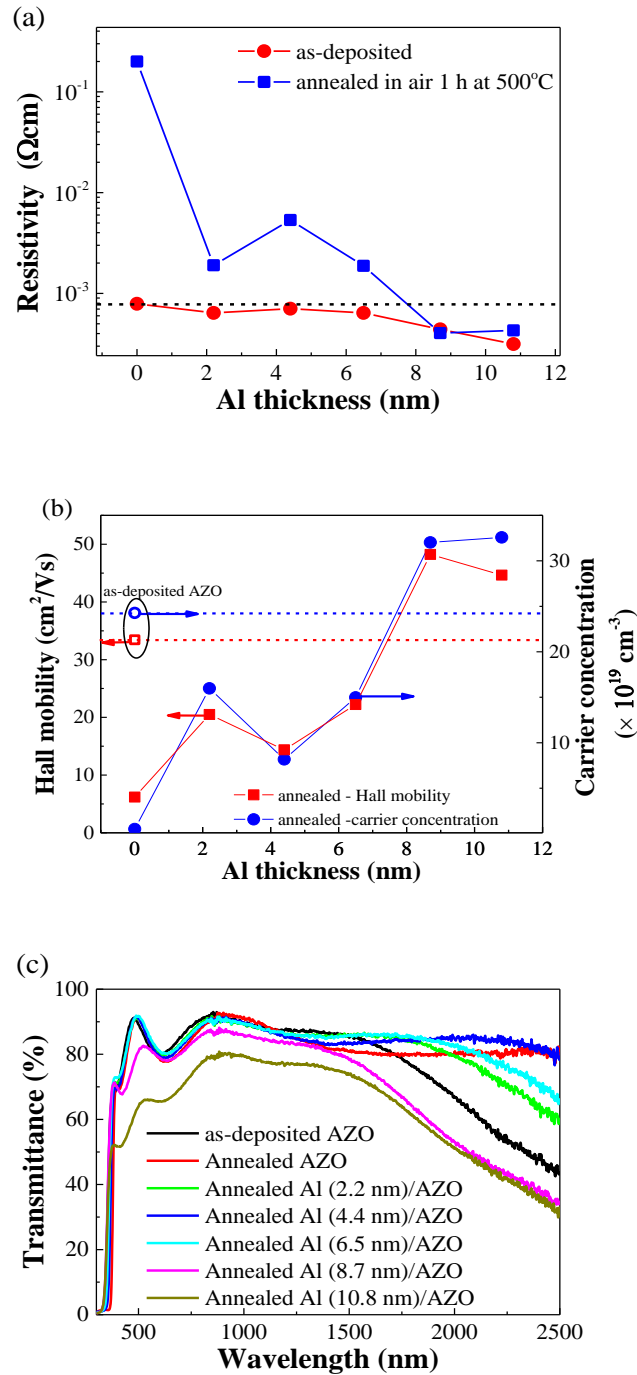 (a)
as-deposited
annealed in air 1 h at 500°C
Resistivity (Ωcm)
10⁻¹
10⁻²
10⁻³
0 2 4 6 8 10 12
Al thickness (nm)
(b)
as-deposited AZO
Hall mobility (cm²/Vs)
50
40
30
20
10
0
Carrier concentration
(× 10¹⁹ cm⁻³)
30
20
10
0
annealed - Hall mobility
annealed -carrier concentration
0 2 4 6 8 10 12
Al thickness (nm)
(c)
Transmittance (%)
100
80
60
40
20
0
as-deposited AZO
Annealed AZO
Annealed Al (2.2 nm)/AZO
Annealed Al (4.4 nm)/AZO
Annealed Al (6.5 nm)/AZO
Annealed Al (8.7 nm)/AZO
Annealed Al (10.8 nm)/AZO
500 1000 1500 2000 2500
Wavelength (nm)